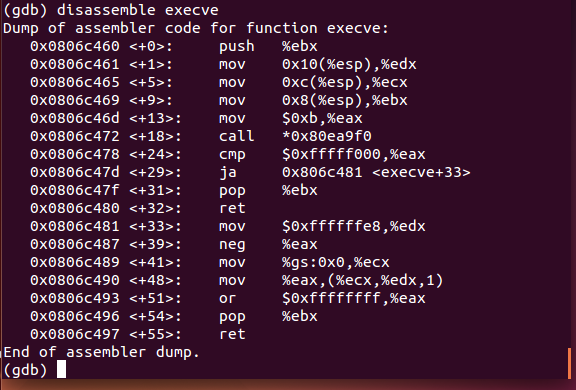 (gdb) disassemble execve
Dump of assembler code for function execve:
   0x0806c460 <+0>:     push   %ebx
   0x0806c461 <+1>:     mov    0x10(%esp),%edx
   0x0806c465 <+5>:     mov    0xc(%esp),%ecx
   0x0806c469 <+9>:     mov    0x8(%esp),%ebx
   0x0806c46d <+13>:    mov    $0xb,%eax
   0x0806c472 <+18>:    call   *0x80ea9f0
   0x0806c478 <+24>:    cmp    $0xfffff000,%eax
   0x0806c47d <+29>:    ja     0x806c481 <execve+33>
   0x0806c47f <+31>:    pop    %ebx
   0x0806c480 <+32>:    ret
   0x0806c481 <+33>:    mov    $0xffffffe8,%edx
   0x0806c487 <+39>:    neg    %eax
   0x0806c489 <+41>:    mov    %gs:0x0,%ecx
   0x0806c490 <+48>:    mov    %eax,(%ecx,%edx,1)
   0x0806c493 <+51>:    or     $0xffffffff,%eax
   0x0806c496 <+54>:    pop    %ebx
   0x0806c497 <+55>:    ret
End of assembler dump.
(gdb)